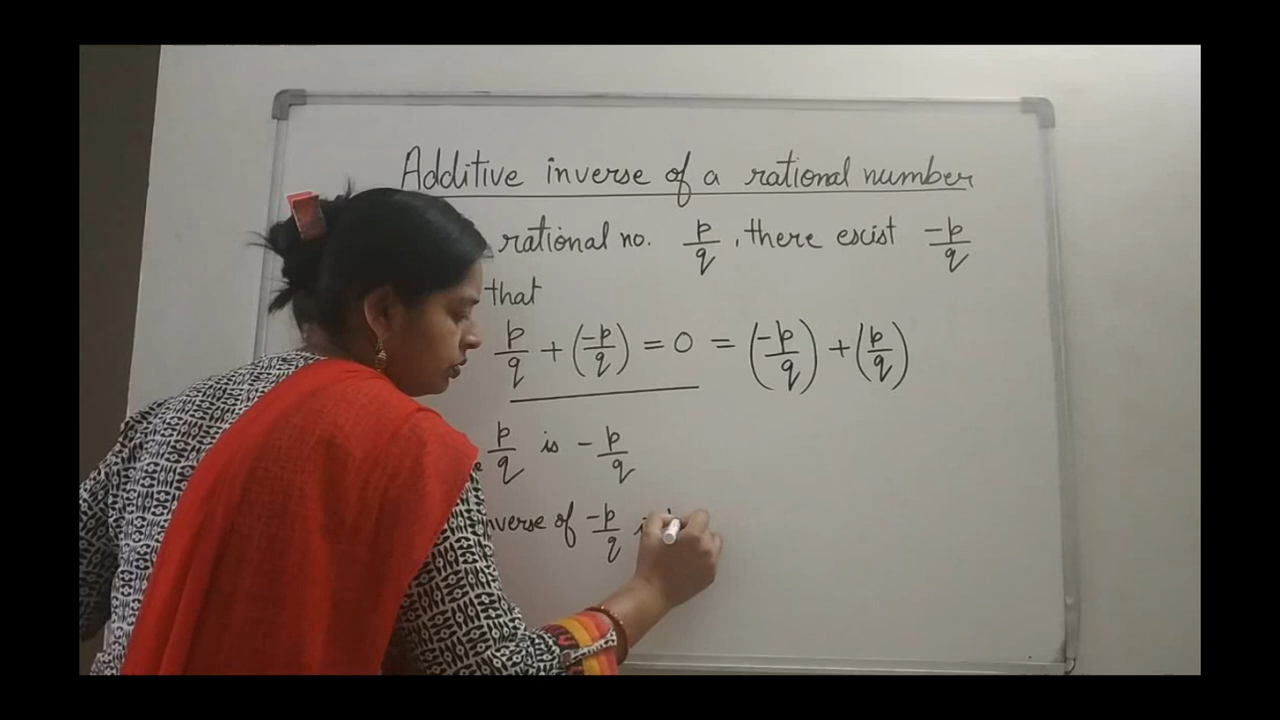 Additive inverse of a rational number
rational no. p/q, there escist -p/q
that
p/q + (-p/q) = 0 = (-p/q) + (p/q)
p/q is - p/q
nverse of -p/q